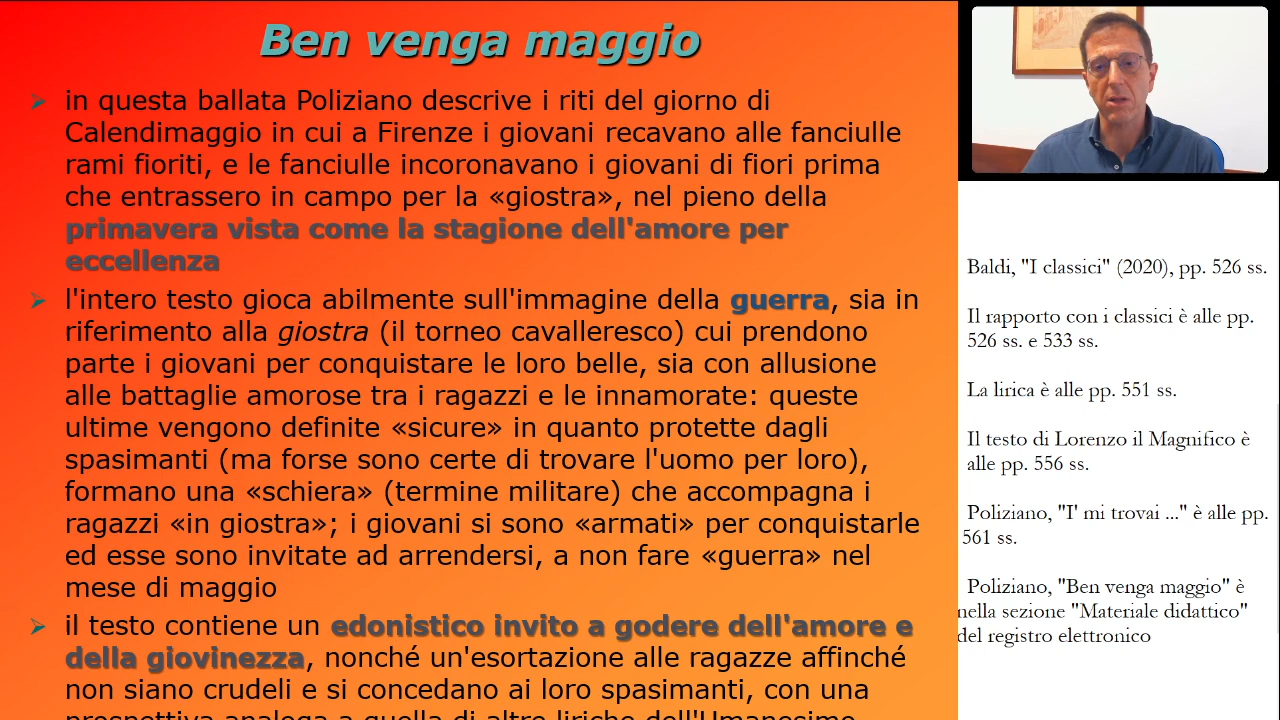 Ben venga maggio
in questa ballata Poliziano descrive i riti del giorno di
Calendimaggio in cui a Firenze i giovani recavano alle fanciulle
rami fioriti, e le fanciulle incoronavano i giovani di fiori prima
che entrassero in campo per la «giostra», nel pieno della
primavera vista come la stagione dell'amore per
eccellenza
l'intero testo gioca abilmente sull'immagine della guerra, sia in
riferimento alla giostra (il torneo cavalleresco) cui prendono
parte i giovani per conquistare le loro belle, sia con allusione
alle battaglie amorose tra i ragazzi e le innamorate: queste
ultime vengono definite «sicure» in quanto protette dagli
spasimanti (ma forse sono certe di trovare l'uomo per loro),
formano una «schiera» (termine militare) che accompagna i
ragazzi «in giostra»; i giovani si sono «armati» per conquistarle
ed esse sono invitate ad arrendersi, a non fare «guerra» nel
mese di maggio
il testo contiene un edonistico invito a godere dell'amore e
della giovinezza, nonché un'esortazione alle ragazze affinché
non siano crudeli e si concedano ai loro spasimanti, con una
prospettiva analoga a quella di altre liriche dell'Umanesimo
Baldi, "I classici" (2020), pp. 526 ss.
Il rapporto con i classici è alle pp.
526 ss. e 533 ss.
La lirica è alle pp. 551 ss.
Il testo di Lorenzo il Magnifico è
alle pp. 556 ss.
Poliziano, "I' mi trovai ..." è alle pp.
561 ss.
Poliziano, "Ben venga maggio" è
nella sezione "Materiale didattico"
del registro elettronico